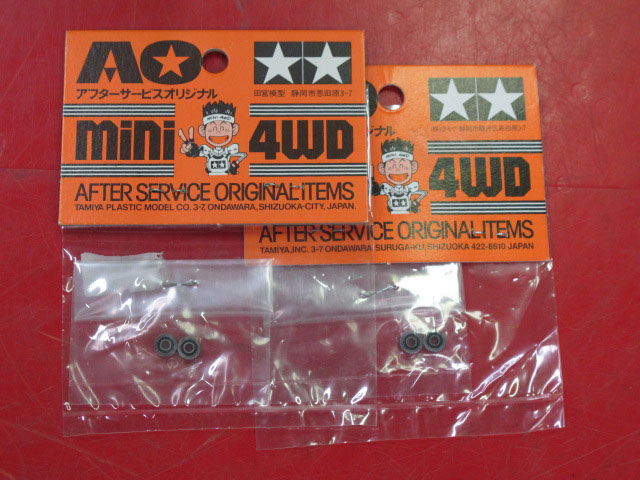 AO
アフターサービスオリジナル
田宮模型 静岡市恩田原3-7
mini 4WD
AFTER SERVICE ORIGINAL ITEMS
TAMIYA PLASTIC MODEL CO. 3-7, ONDAWARA, SHIZUOKA-CITY, JAPAN.
ナル
4WD
AFTER SERVICE ORIGINAL ITEMS
TAMIYA,INC. 3-7 ONDAWARA, SURUGA-KU, SHIZUOKA 422-8610 JAPAN